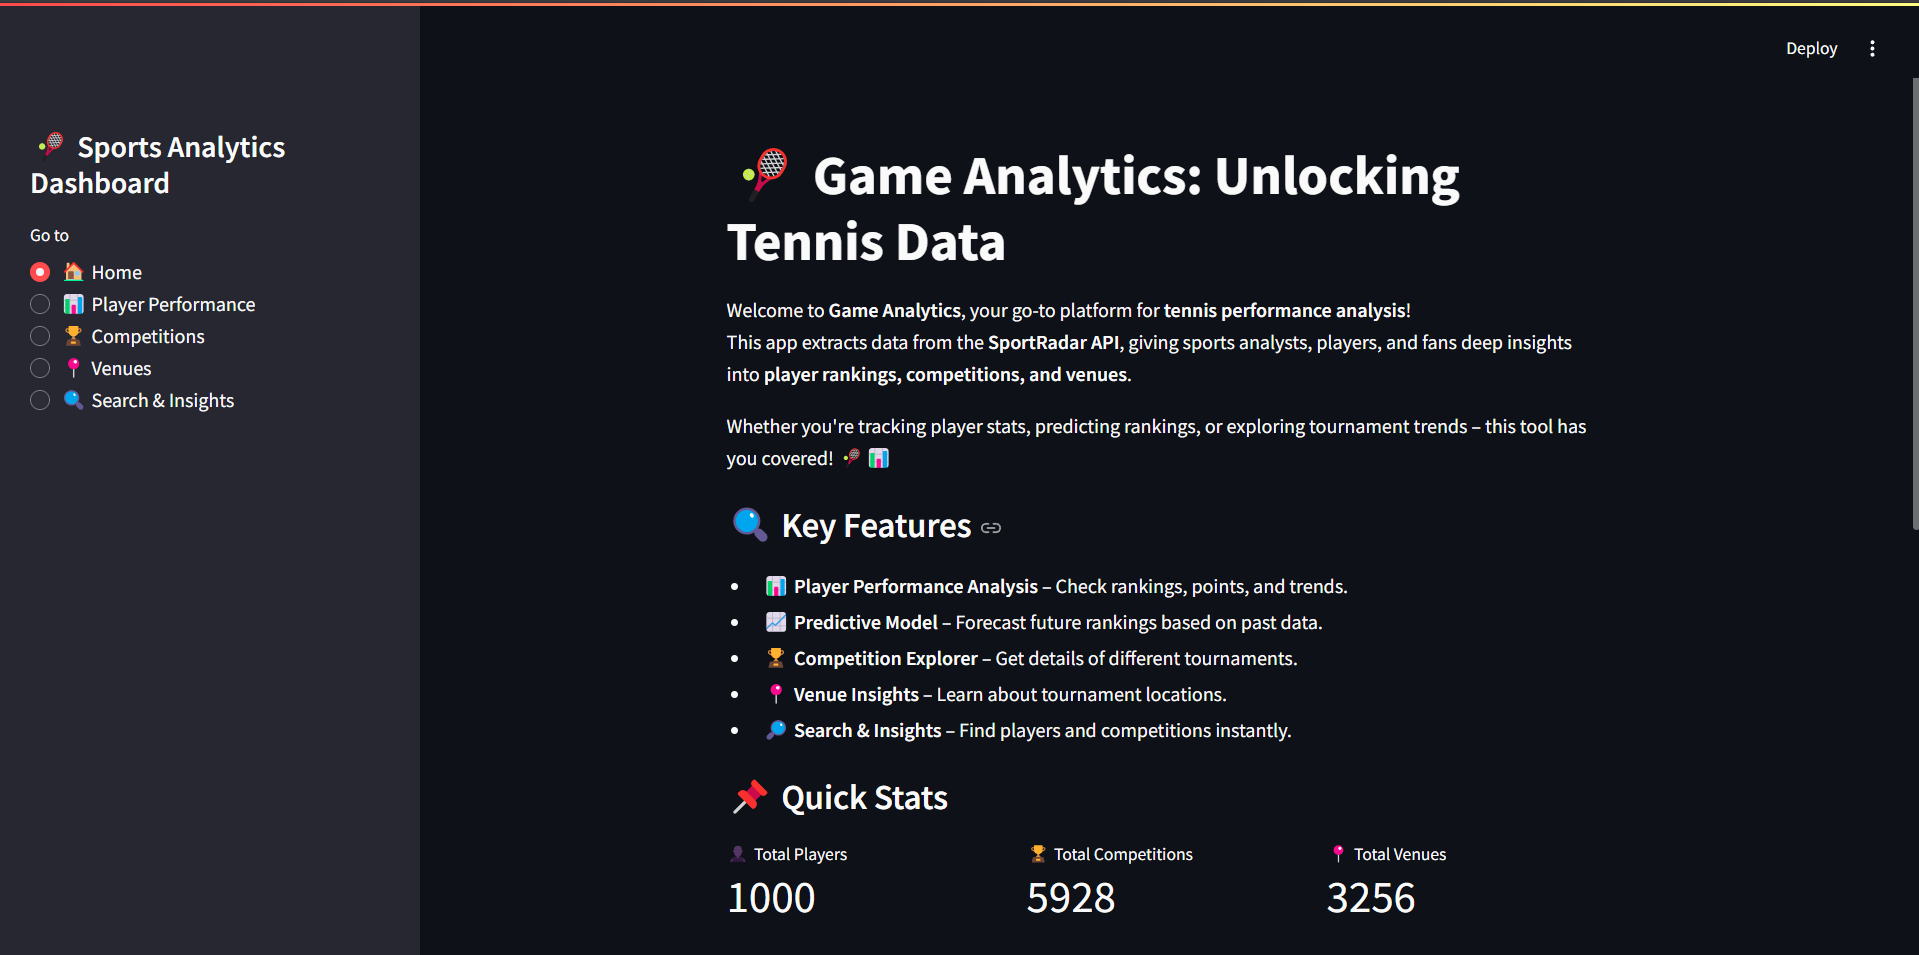 Deploy
Sports Analytics
Dashboard
Go to
Home
Player Performance
Competitions
Venues
Search & Insights
Game Analytics: Unlocking
Tennis Data
Welcome to Game Analytics, your go-to platform for tennis performance analysis!
This app extracts data from the SportRadar API, giving sports analysts, players, and fans deep insights
into player rankings, competitions, and venues.
Whether you're tracking player stats, predicting rankings, or exploring tournament trends – this tool has
you covered!
Key Features
• Player Performance Analysis – Check rankings, points, and trends.
• Predictive Model – Forecast future rankings based on past data.
• Competition Explorer – Get details of different tournaments.
• Venue Insights – Learn about tournament locations.
• Search & Insights – Find players and competitions instantly.
Quick Stats
Total Players
1000
Total Competitions
5928
Total Venues
3256